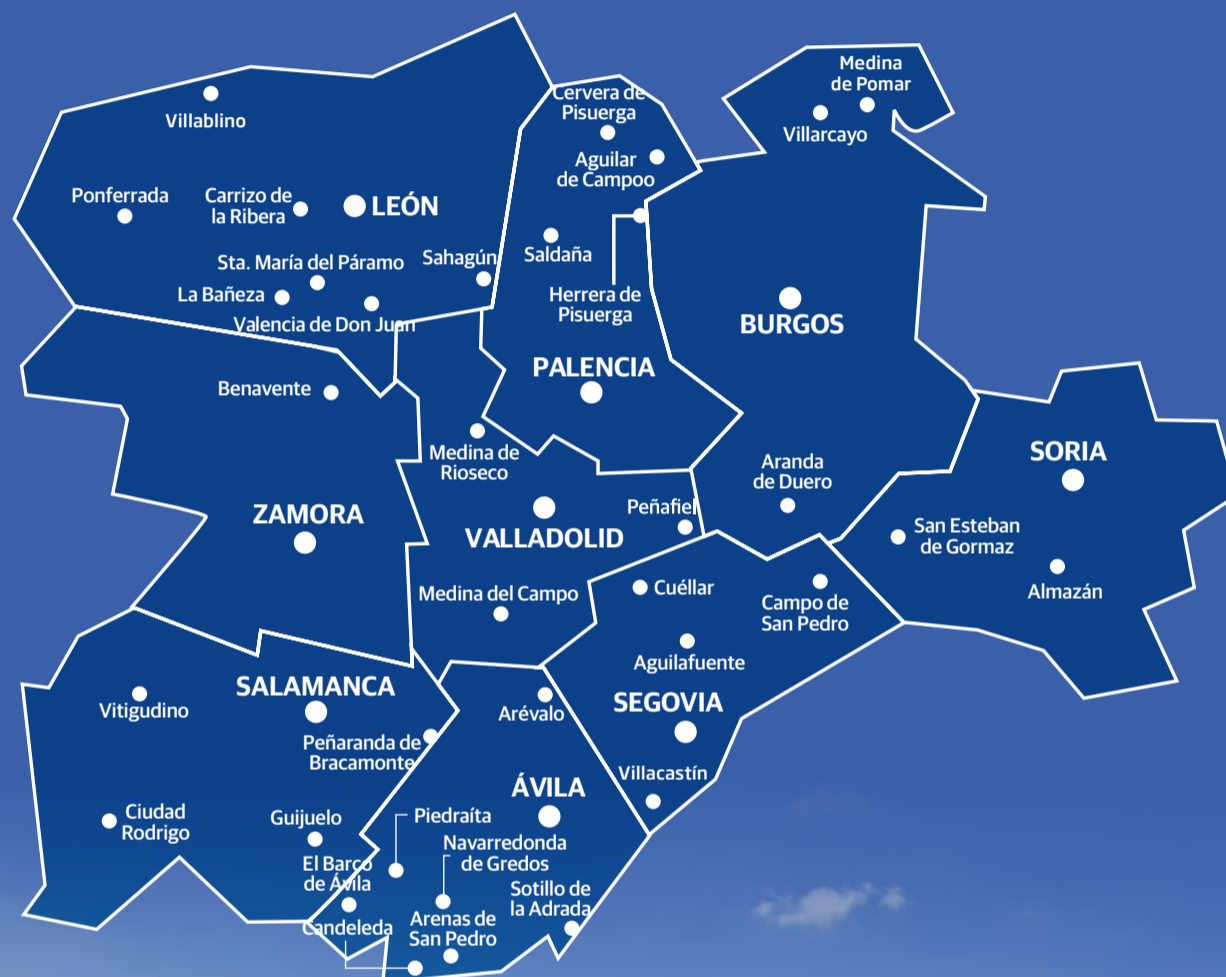 Medina
de Pomar
Cervera de
Pisuerga
Villablino
Villarcayo
Aguilar
de Campoo
Ponferrada
Carrizo de
la Ribera
LEÓN
Sta. María del Páramo
Sahagún
Saldaña
La Bañeza
Valencia de Don Juan
Herrera de
Pisuerga
BURGOS
PALENCIA
Benavente
Medina de
Rioseco
Aranda
de Duero
SORIA
ZAMORA
VALLADOLID
Peñafiel
San Esteban
de Gormaz
Medina del Campo
Cuéllar
Campo de
San Pedro
Almazán
Aguilafuente
SALAMANCA
Vitigudino
Arévalo
SEGOVIA
Peñaranda de
Bracamonte
Villacastín
ÁVILA
Ciudad
Rodrigo
Guijuelo
Piedraíta
El Barco
de Ávila
Navarredonda
de Gredos
Sotillo de
la Adrada
Candeleda
Arenas de
San Pedro